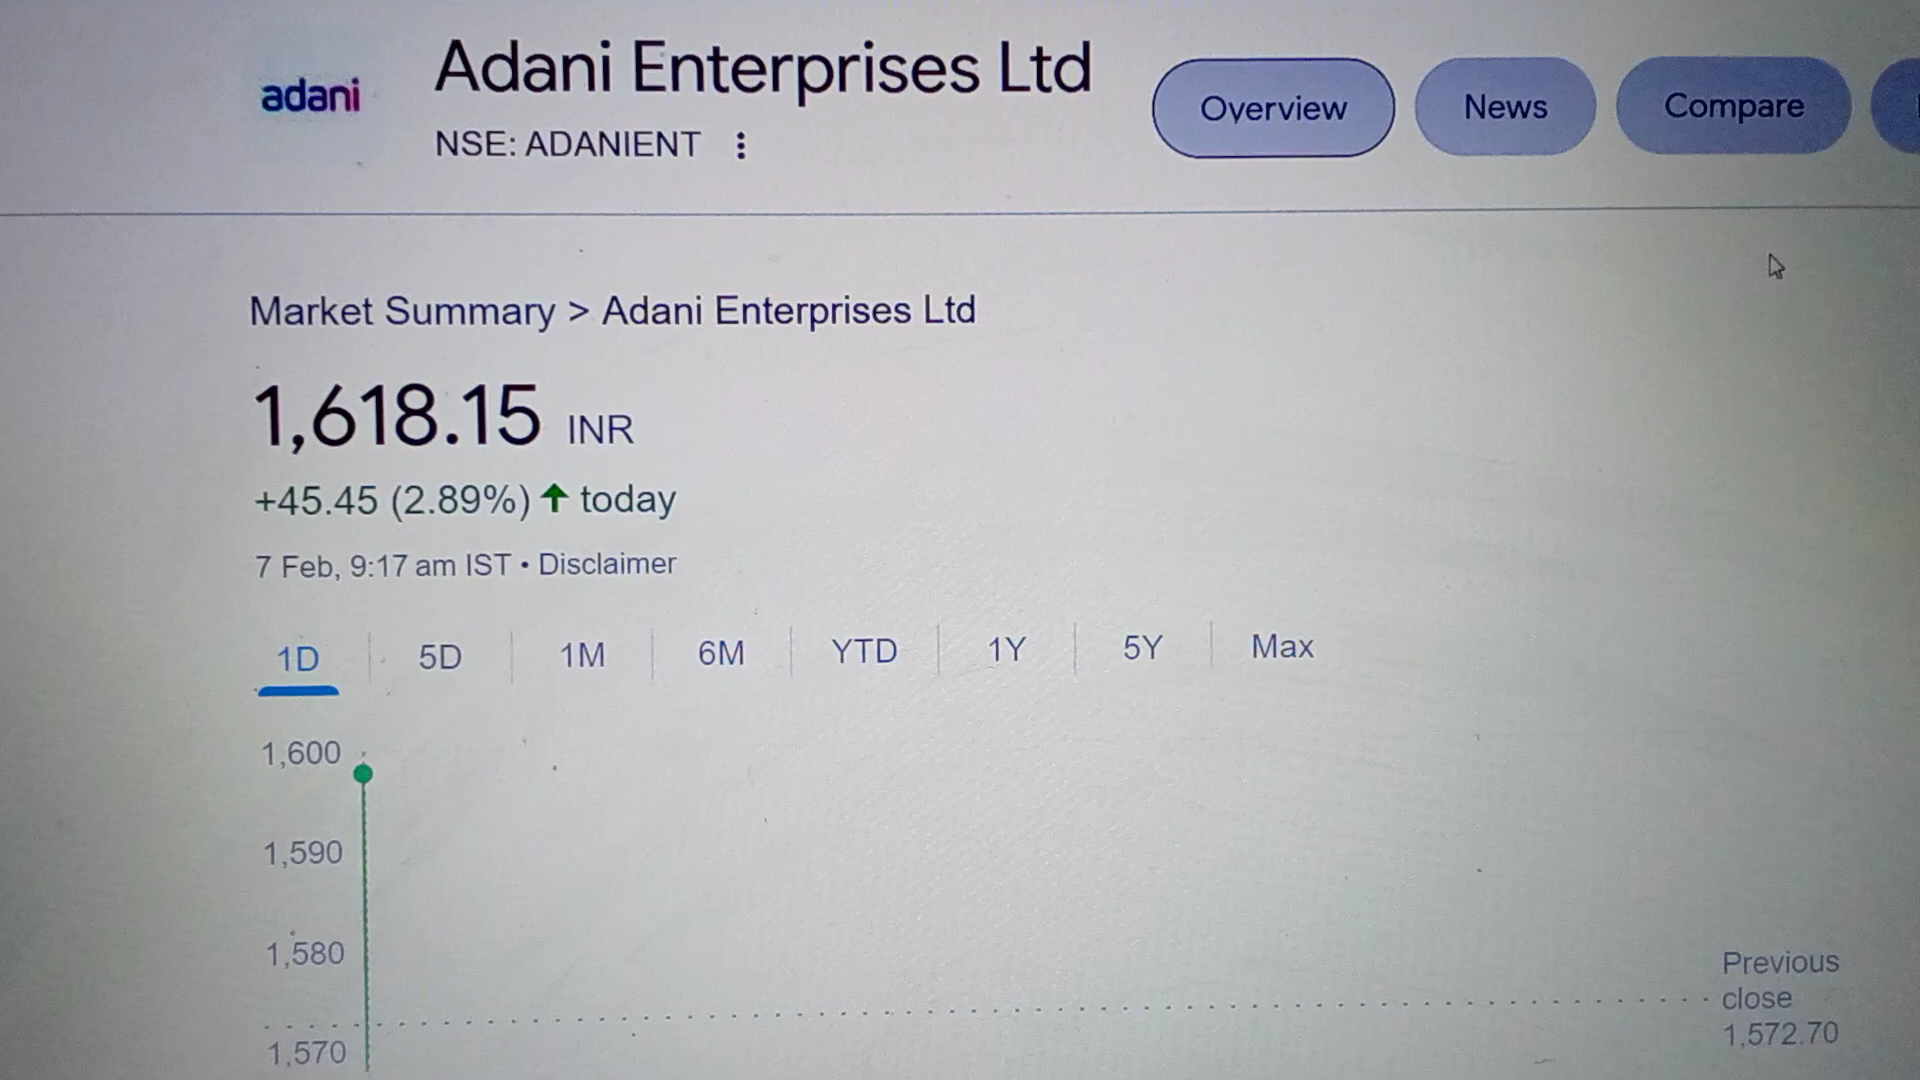 adani
Adani Enterprises Ltd
NSE: ADANIENT
Overview
News
Compare
Market Summary > Adani Enterprises Ltd
1,618.15 INR
+45.45 (2.89%) ↑ today
7 Feb, 9:17 am IST • Disclaimer
1D 5D 1M 6M YTD 1Y 5Y Max
1,600
1,590
1,580
Previous
close
1,572.70
1,570